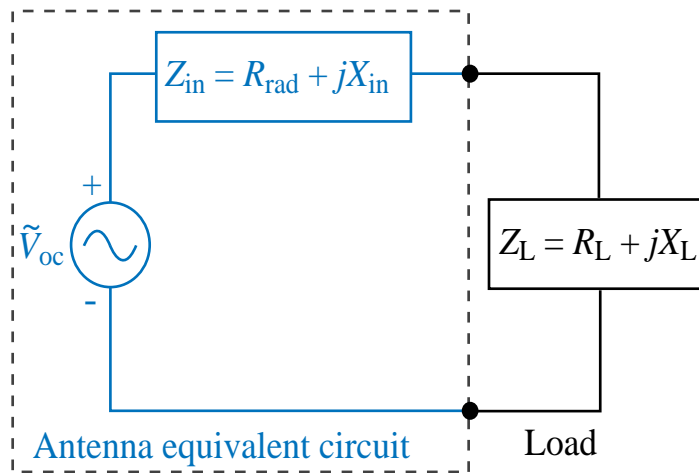 Z_in = R_rad + jX_in
+
Ṽ_oc
Z_L = R_L + jX_L
-
Antenna equivalent circuit
Load